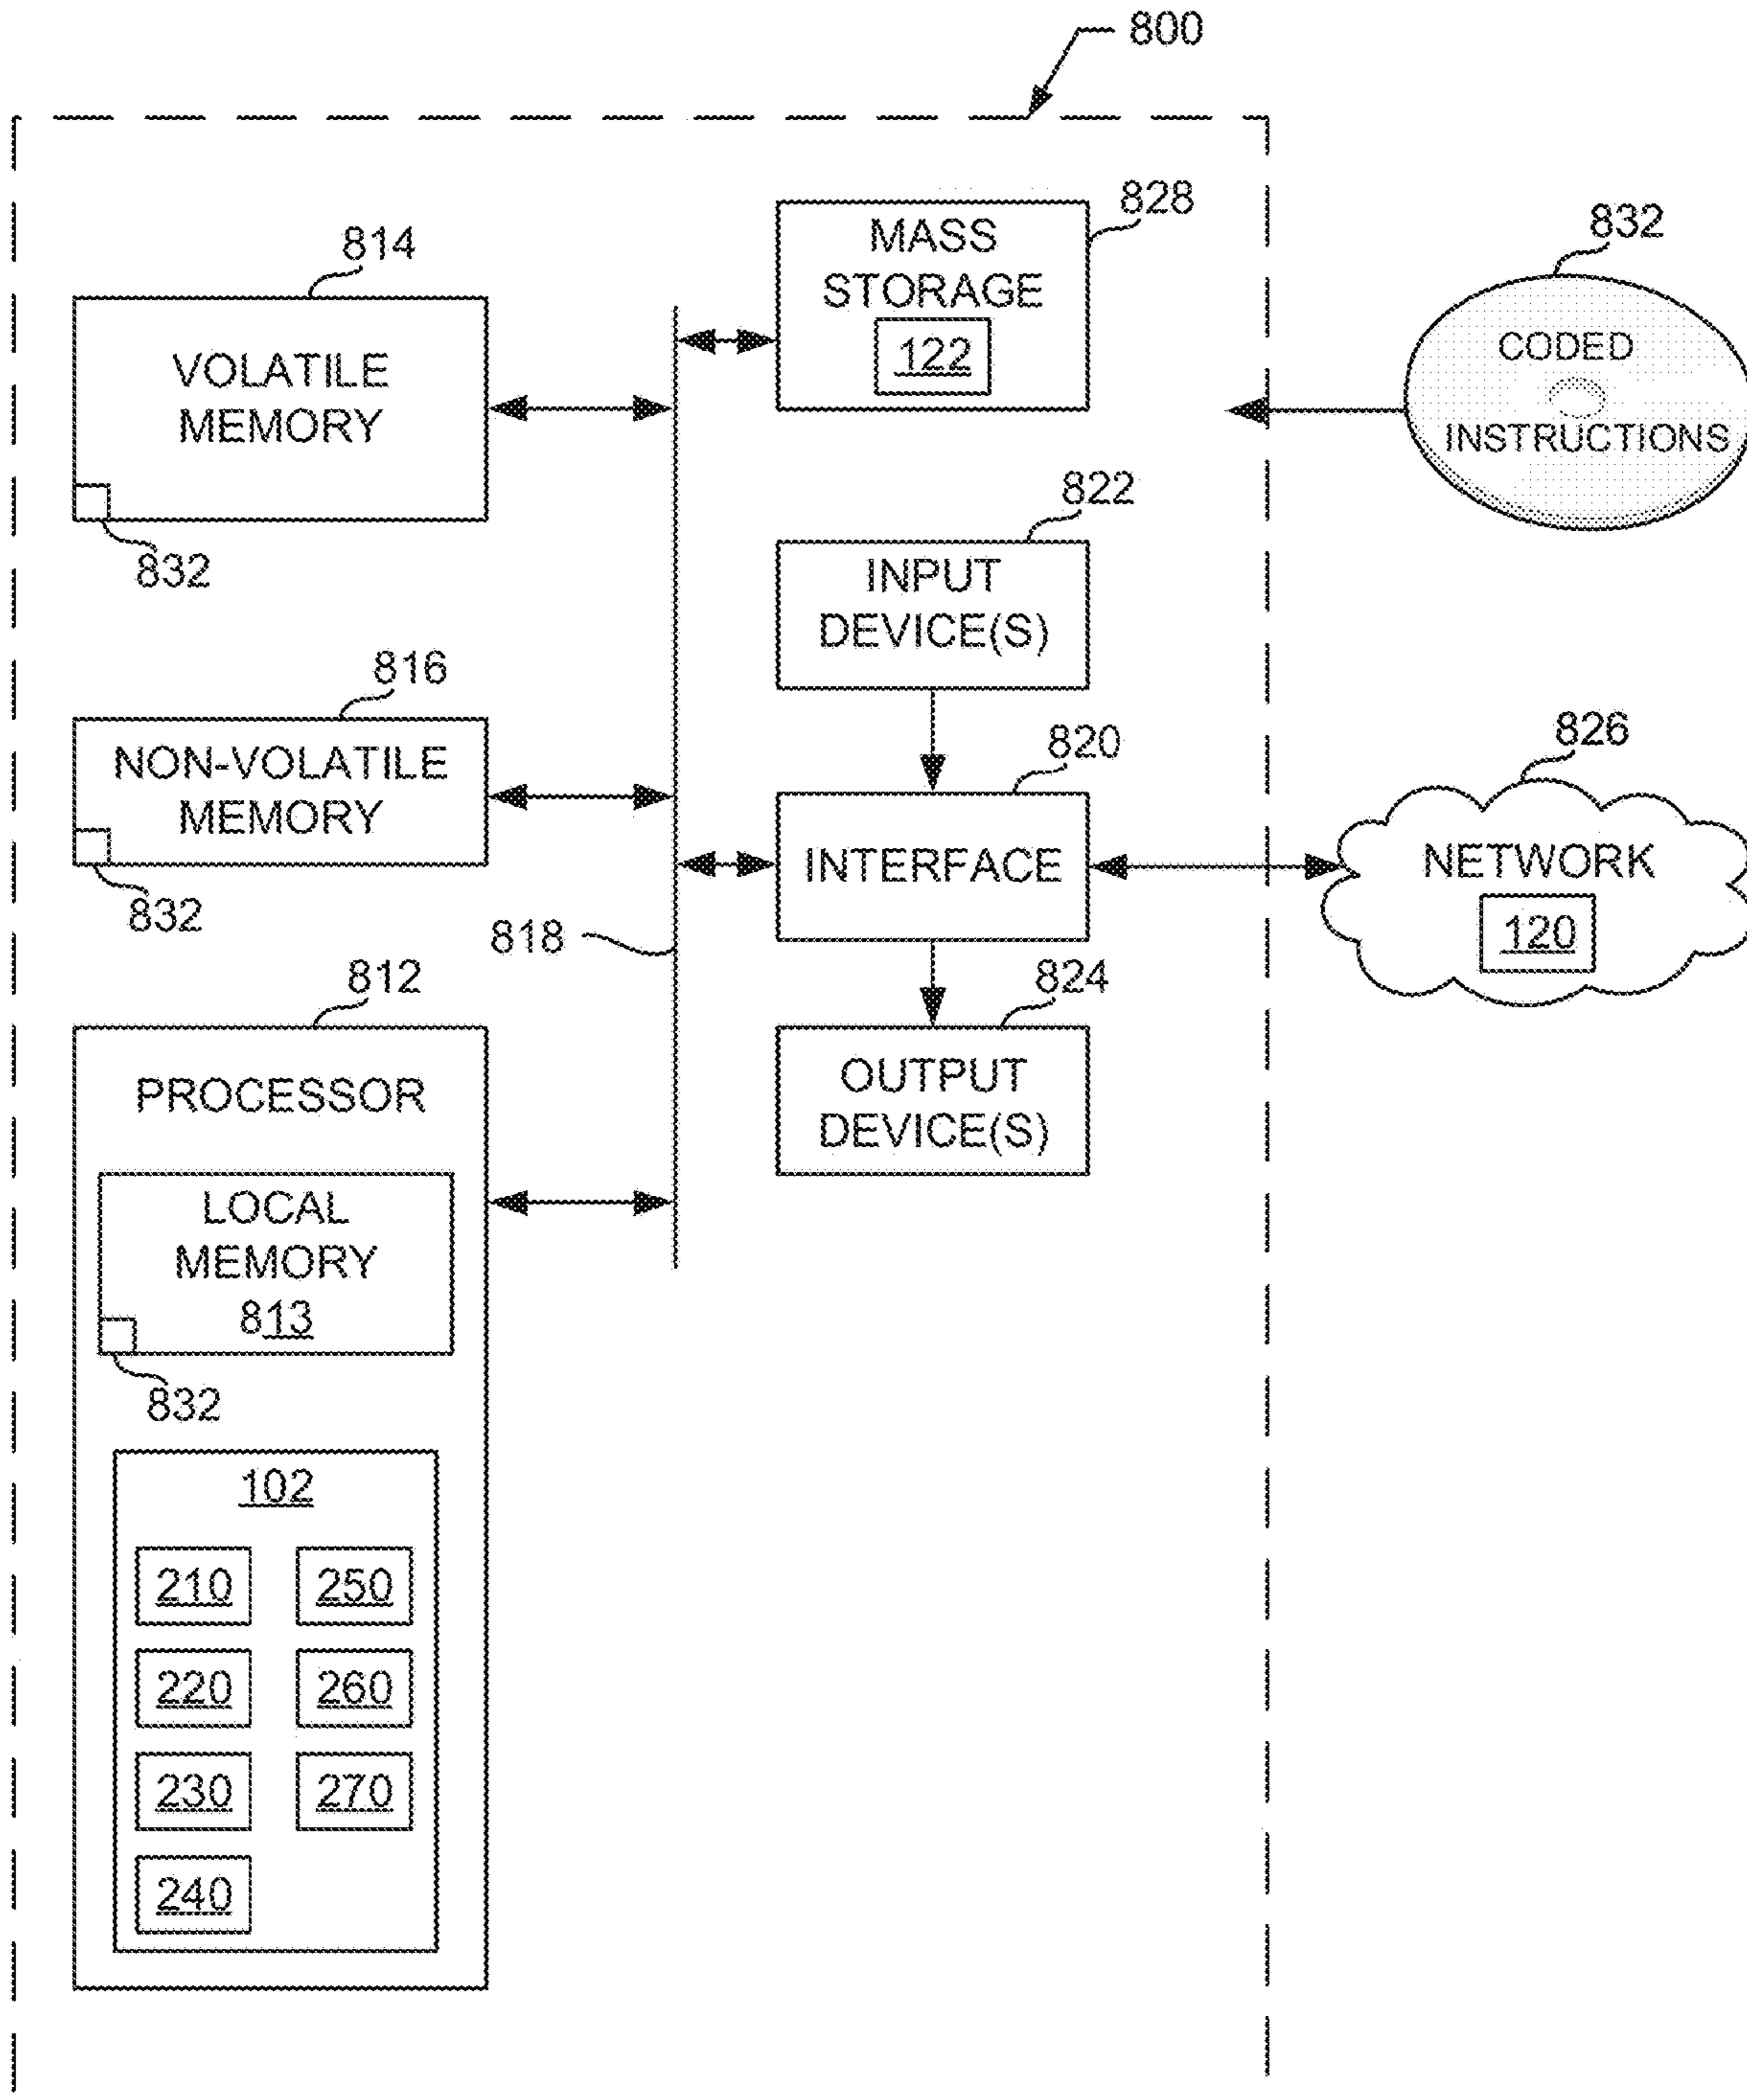 800
828
MASS
STORAGE
122
814
VOLATILE
MEMORY
832
832
CODED
INSTRUCTIONS
822
INPUT
DEVICE(S)
816
NON-VOLATILE
MEMORY
832
820
INTERFACE
826
NETWORK
120
818
824
OUTPUT
DEVICE(S)
812
PROCESSOR
LOCAL
MEMORY
813
832
102
210 250
220 260
230 270
240